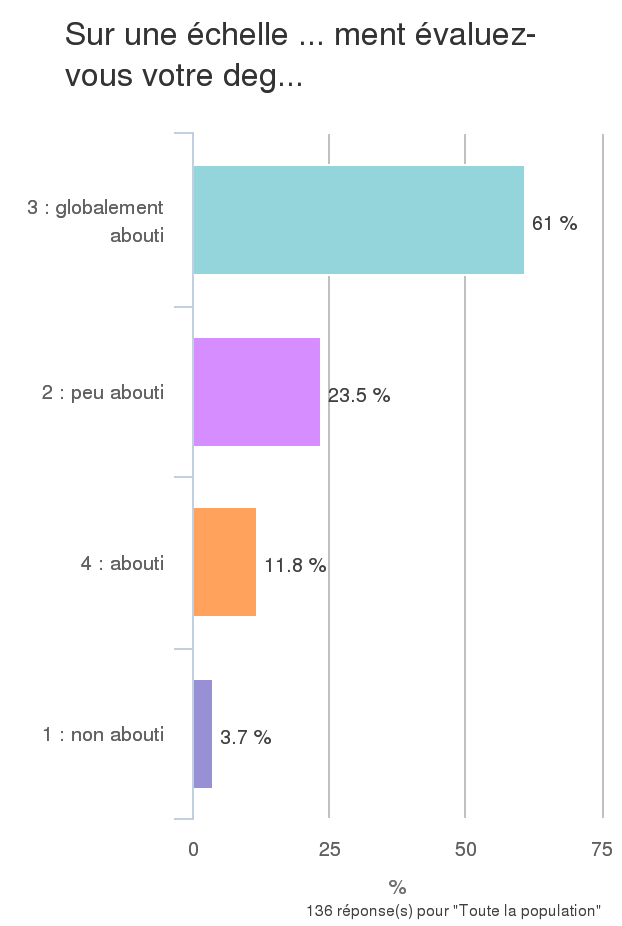 Sur une échelle ... ment évaluez-
vous votre deg...
3 : globalement
abouti
61 %
2 : peu abouti
23.5 %
4 : abouti
11.8 %
1 : non abouti
3.7 %
0 25 50 75
%
136 réponse(s) pour "Toute la population"